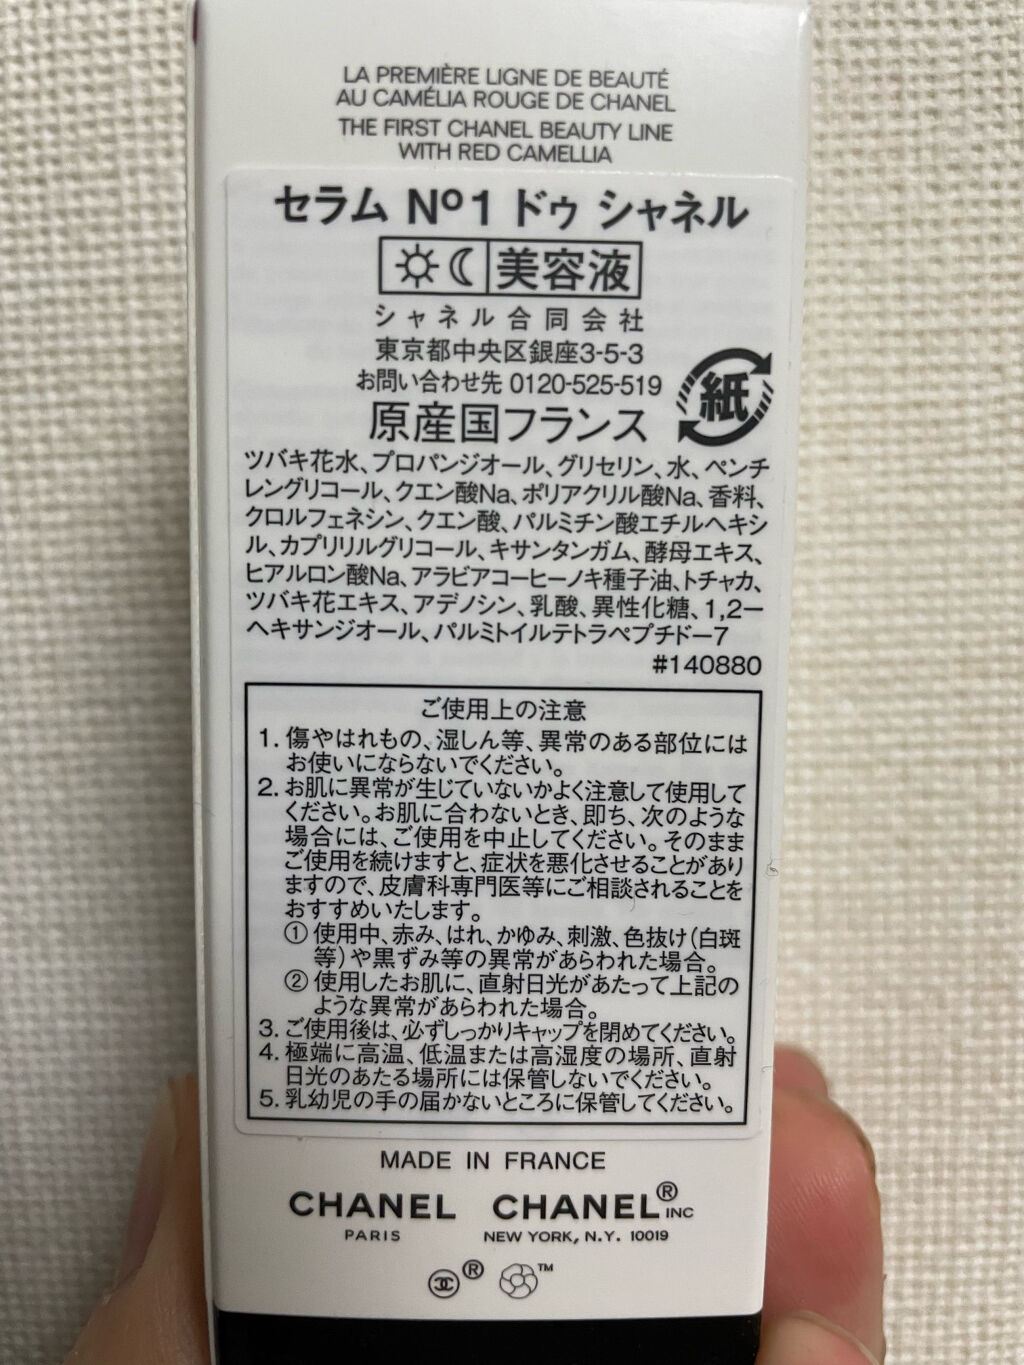 LA PREMIÈRE LIGNE DE BEAUTÉ
AU CAMÉLIA ROUGE DE CHANEL
THE FIRST CHANEL BEAUTY LINE
WITH RED CAMELLIA
セラム Nº1 ドゥ シャネル
美容液
シャネル合同会社
東京都中央区銀座3-5-3
お問い合わせ先 0120-525-519
紙
原産国フランス
ツバキ花水、プロパンジオール、グリセリン、水、ペンチ
レングリコール、クエン酸Na、ポリアクリル酸Na、香料、
クロルフェネシン、クエン酸、パルミチン酸エチルヘキシ
ル、カプリリルグリコール、キサンタンガム、酵母エキス、
ヒアルロン酸Na、アラビアコーヒーノキ種子油、トチャカ、
ツバキ花エキス、アデノシン、乳酸、異性化糖、1,2ー
ヘキサンジオール、パルミトイルテトラペプチドー7
#140880
ご使用上の注意
1. 傷やはれもの、湿しん等、異常のある部位には
お使いにならないでください。
2. お肌に異常が生じていないかよく注意して使用して
ください。お肌に合わないとき、即ち、次のような
場合には、ご使用を中止してください。そのまま
ご使用を続けますと、症状を悪化させることがあり
ますので、皮膚科専門医等にご相談されることを
おすすめいたします。
① 使用中、赤み、はれ、かゆみ、刺激、色抜け(白斑
等)や黒ずみ等の異常があらわれた場合。
② 使用したお肌に、直射日光があたって上記の
ような異常があらわれた場合。
3. ご使用後は、必ずしっかりキャップを閉めてください。
4. 極端に高温、低温または高湿度の場所、直射
日光のあたる場所には保管しないでください。
5. 乳幼児の手の届かないところに保管してください。
MADE IN FRANCE
CHANEL CHANEL® INC
PARIS NEW YORK, N.Y. 10019
® ™